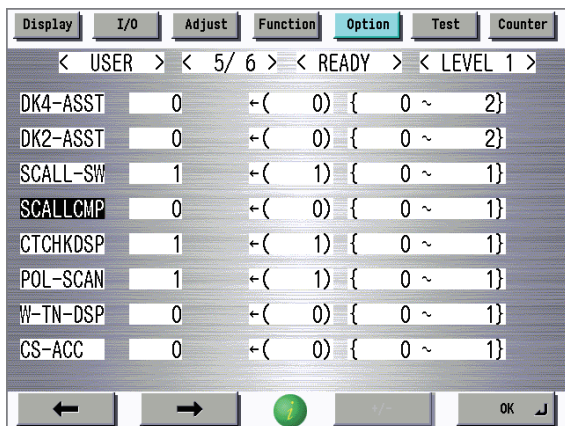 Display I/O Adjust Function Option Test Counter
< USER > < 5/ 6 > < READY > < LEVEL 1 >
DK4-ASST 0 ←( 0) { 0 ~ 2}
DK2-ASST 0 ←( 0) { 0 ~ 2}
SCALL-SW 1 ←( 1) { 0 ~ 1}
SCALLCMP 0 ←( 0) { 0 ~ 1}
CTCHKDSP 1 ←( 1) { 0 ~ 1}
POL-SCAN 1 ←( 1) { 0 ~ 1}
W-TN-DSP 0 ←( 0) { 0 ~ 1}
CS-ACC 0 ←( 0) { 0 ~ 1}
← → i +/- OK ┘